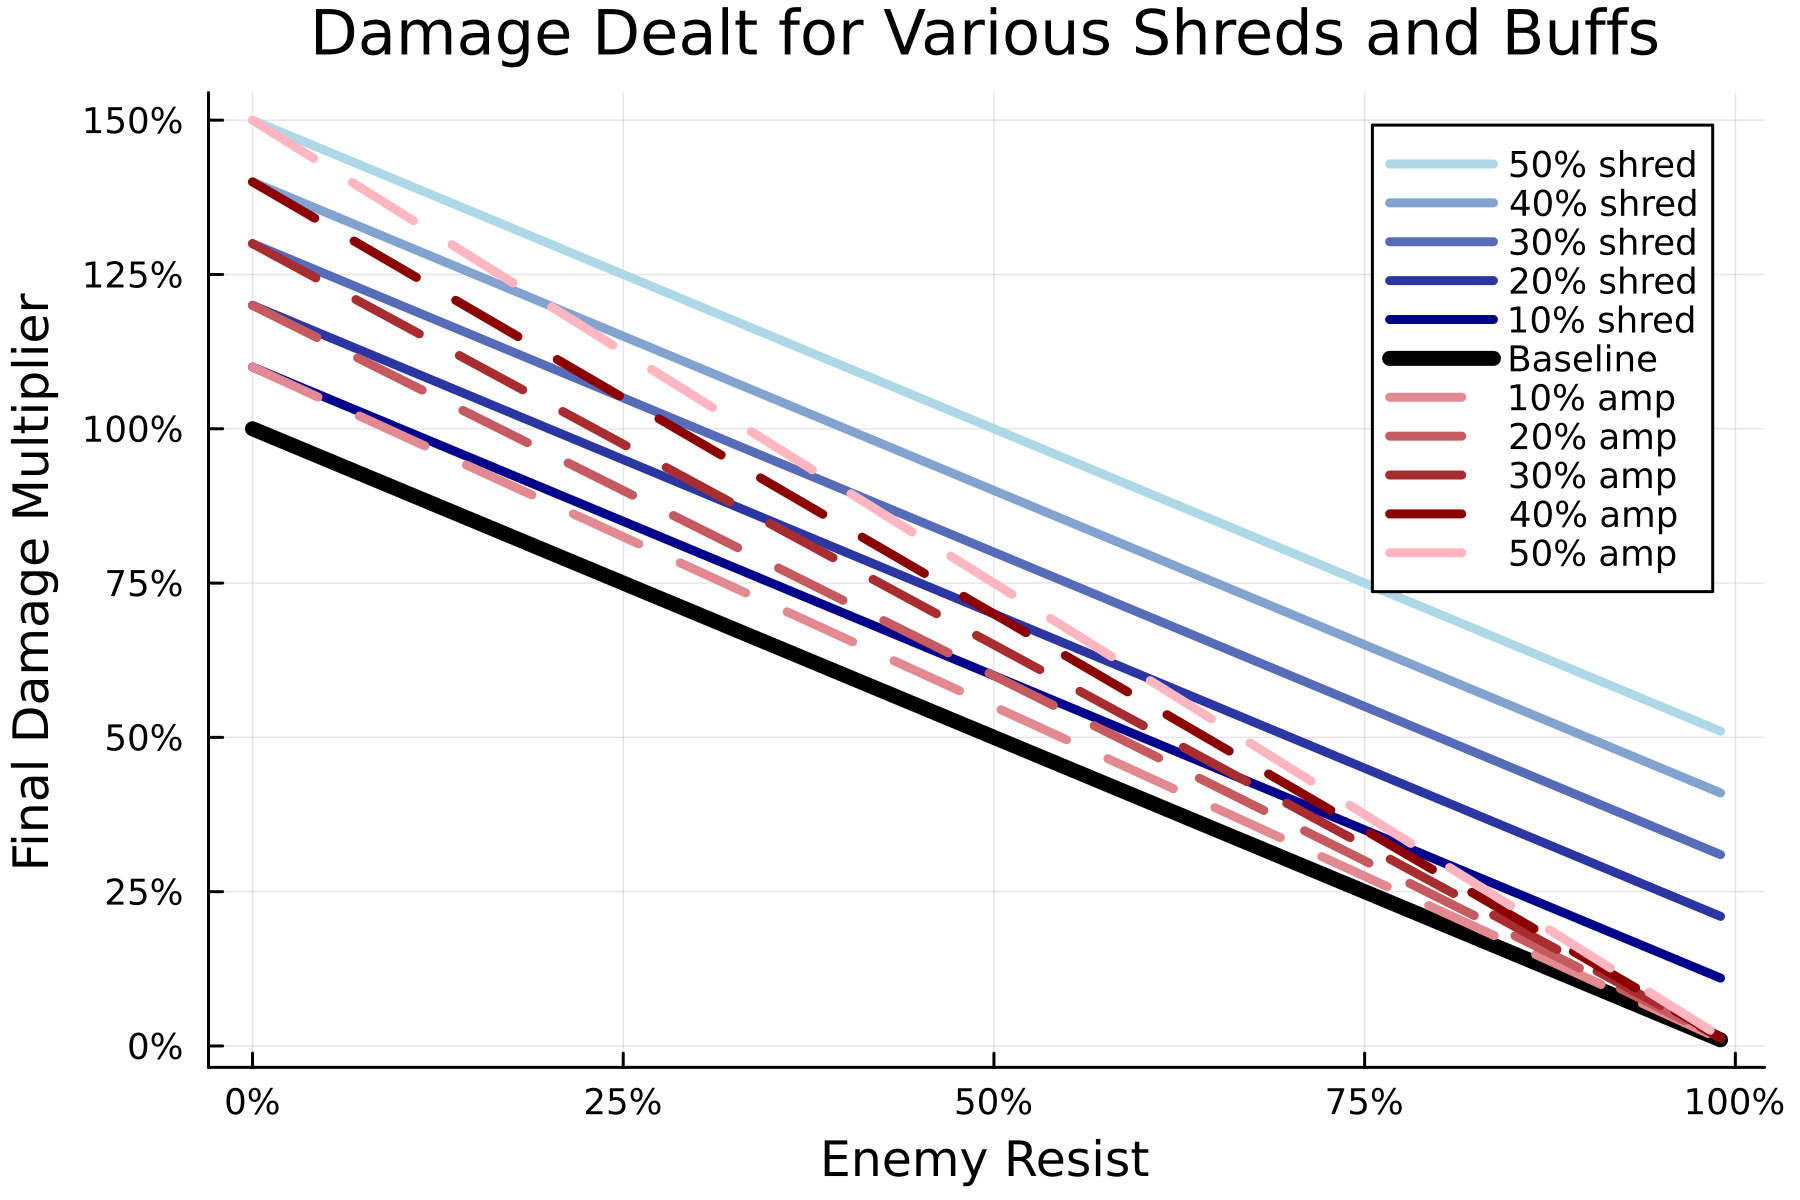 Damage Dealt for Various Shreds and Buffs
Final Damage Multiplier
150%
125%
100%
75%
50%
25%
0%
50% shred
40% shred
30% shred
20% shred
10% shred
Baseline
10% amp
20% amp
30% amp
40% amp
50% amp
0%
25%
50%
75%
100%
Enemy Resist